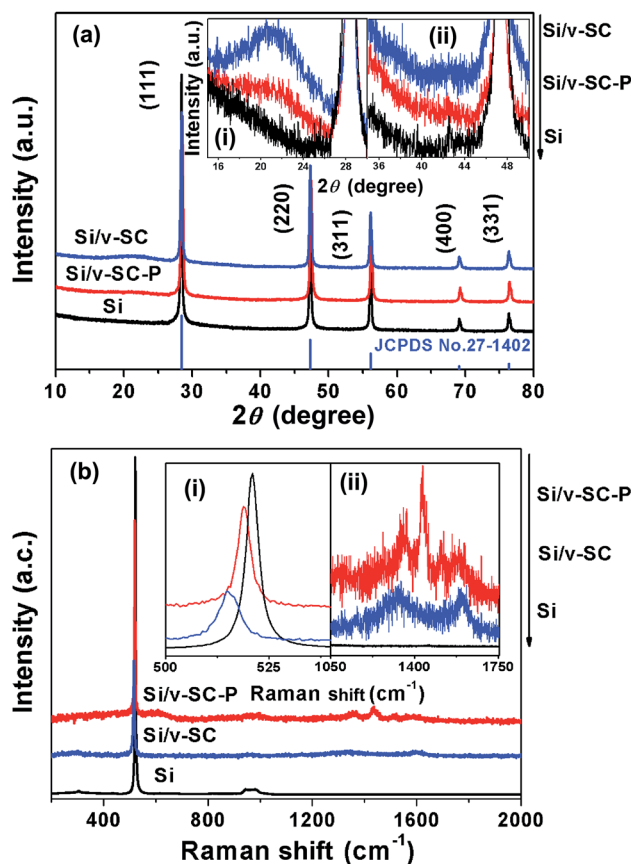 (a)
Intensity (a.u.)
(111)
(220)
(311)
(400)
(331)
Si/v-SC
Si/v-SC-P
Si
JCPDS No.27-1402
10 20 30 40 50 60 70 80
2θ (degree)
Intensity (a.u.)
(i)
(ii)
16 20 24 28 36 40 44 48
2θ (degree)
Si/v-SC
Si/v-SC-P
Si
(b)
Intensity (a.c.)
(i)
(ii)
500 525 1050 1400 1750
Raman shift (cm-1)
Si/v-SC-P
Si/v-SC
Si
Si/v-SC-P
Si/v-SC
Si
400 800 1200 1600 2000
Raman shift (cm-1)